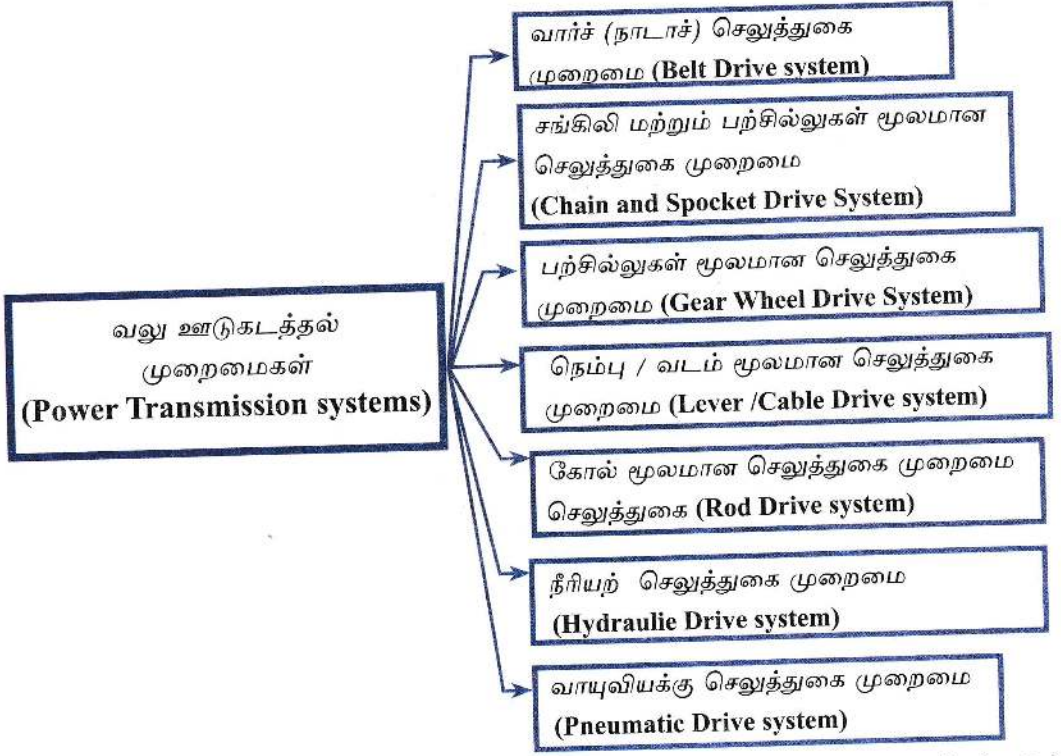 வார்ச் (நாடாச்) செலுத்துகை
முறைமை (Belt Drive system)
சங்கிலி மற்றும் பற்சில்லுகள் மூலமான
செலுத்துகை முறைமை
(Chain and Spocket Drive System)
பற்சில்லுகள் மூலமான செலுத்துகை
முறைமை (Gear Wheel Drive System)
வலு ஊடுகடத்தல்
முறைமைகள்
(Power Transmission systems)
நெம்பு / வடம் மூலமான செலுத்துகை
முறைமை (Lever /Cable Drive system)
கோல் மூலமான செலுத்துகை முறைமை
செலுத்துகை (Rod Drive system)
நீரியற் செலுத்துகை முறைமை
(Hydraulie Drive system)
வாயுவியக்கு செலுத்துகை முறைமை
(Pneumatic Drive system)